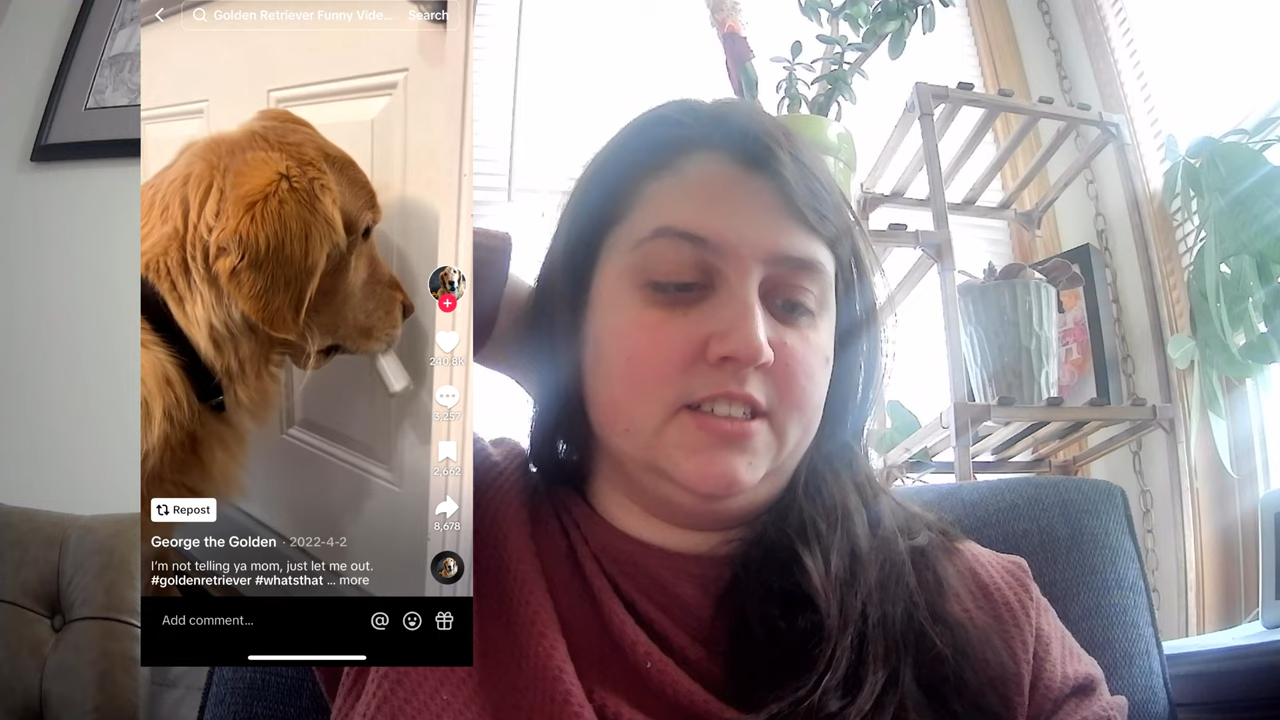 Golden Retriever Funny Vide... Search
240.8K
3,257
2,662
8,678
Repost
George the Golden · 2022-4-2
I'm not telling ya mom, just let me out.
#goldenretriever #whatsthat ... more
Add comment...